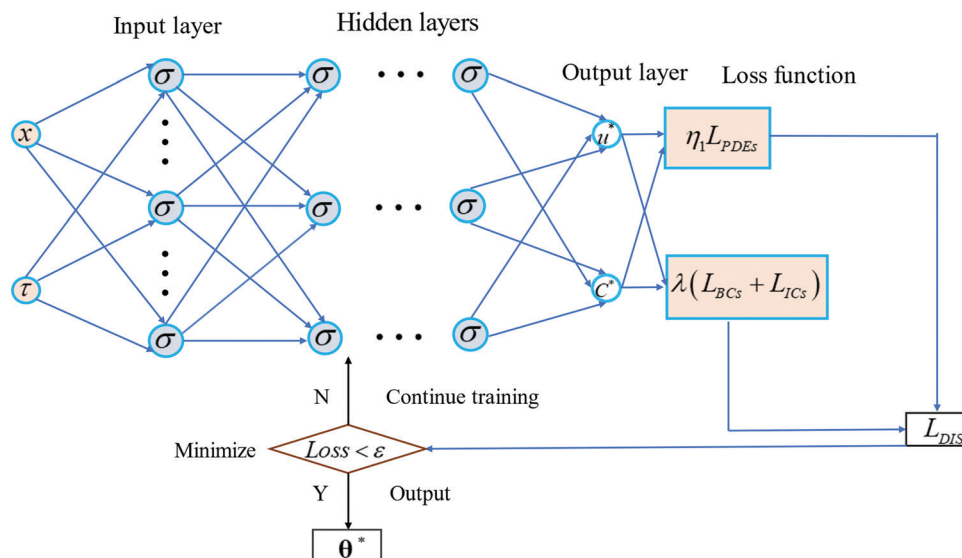 Input layer
Hidden layers
Output layer
Loss function
σ σ σ
x
u*
η₁L_PDEs
σ σ σ
τ
C*
λ(L_BCs + L_ICs)
σ σ σ
N
Continue training
Minimize
Loss < ε
L_DIS
Y
Output
θ*